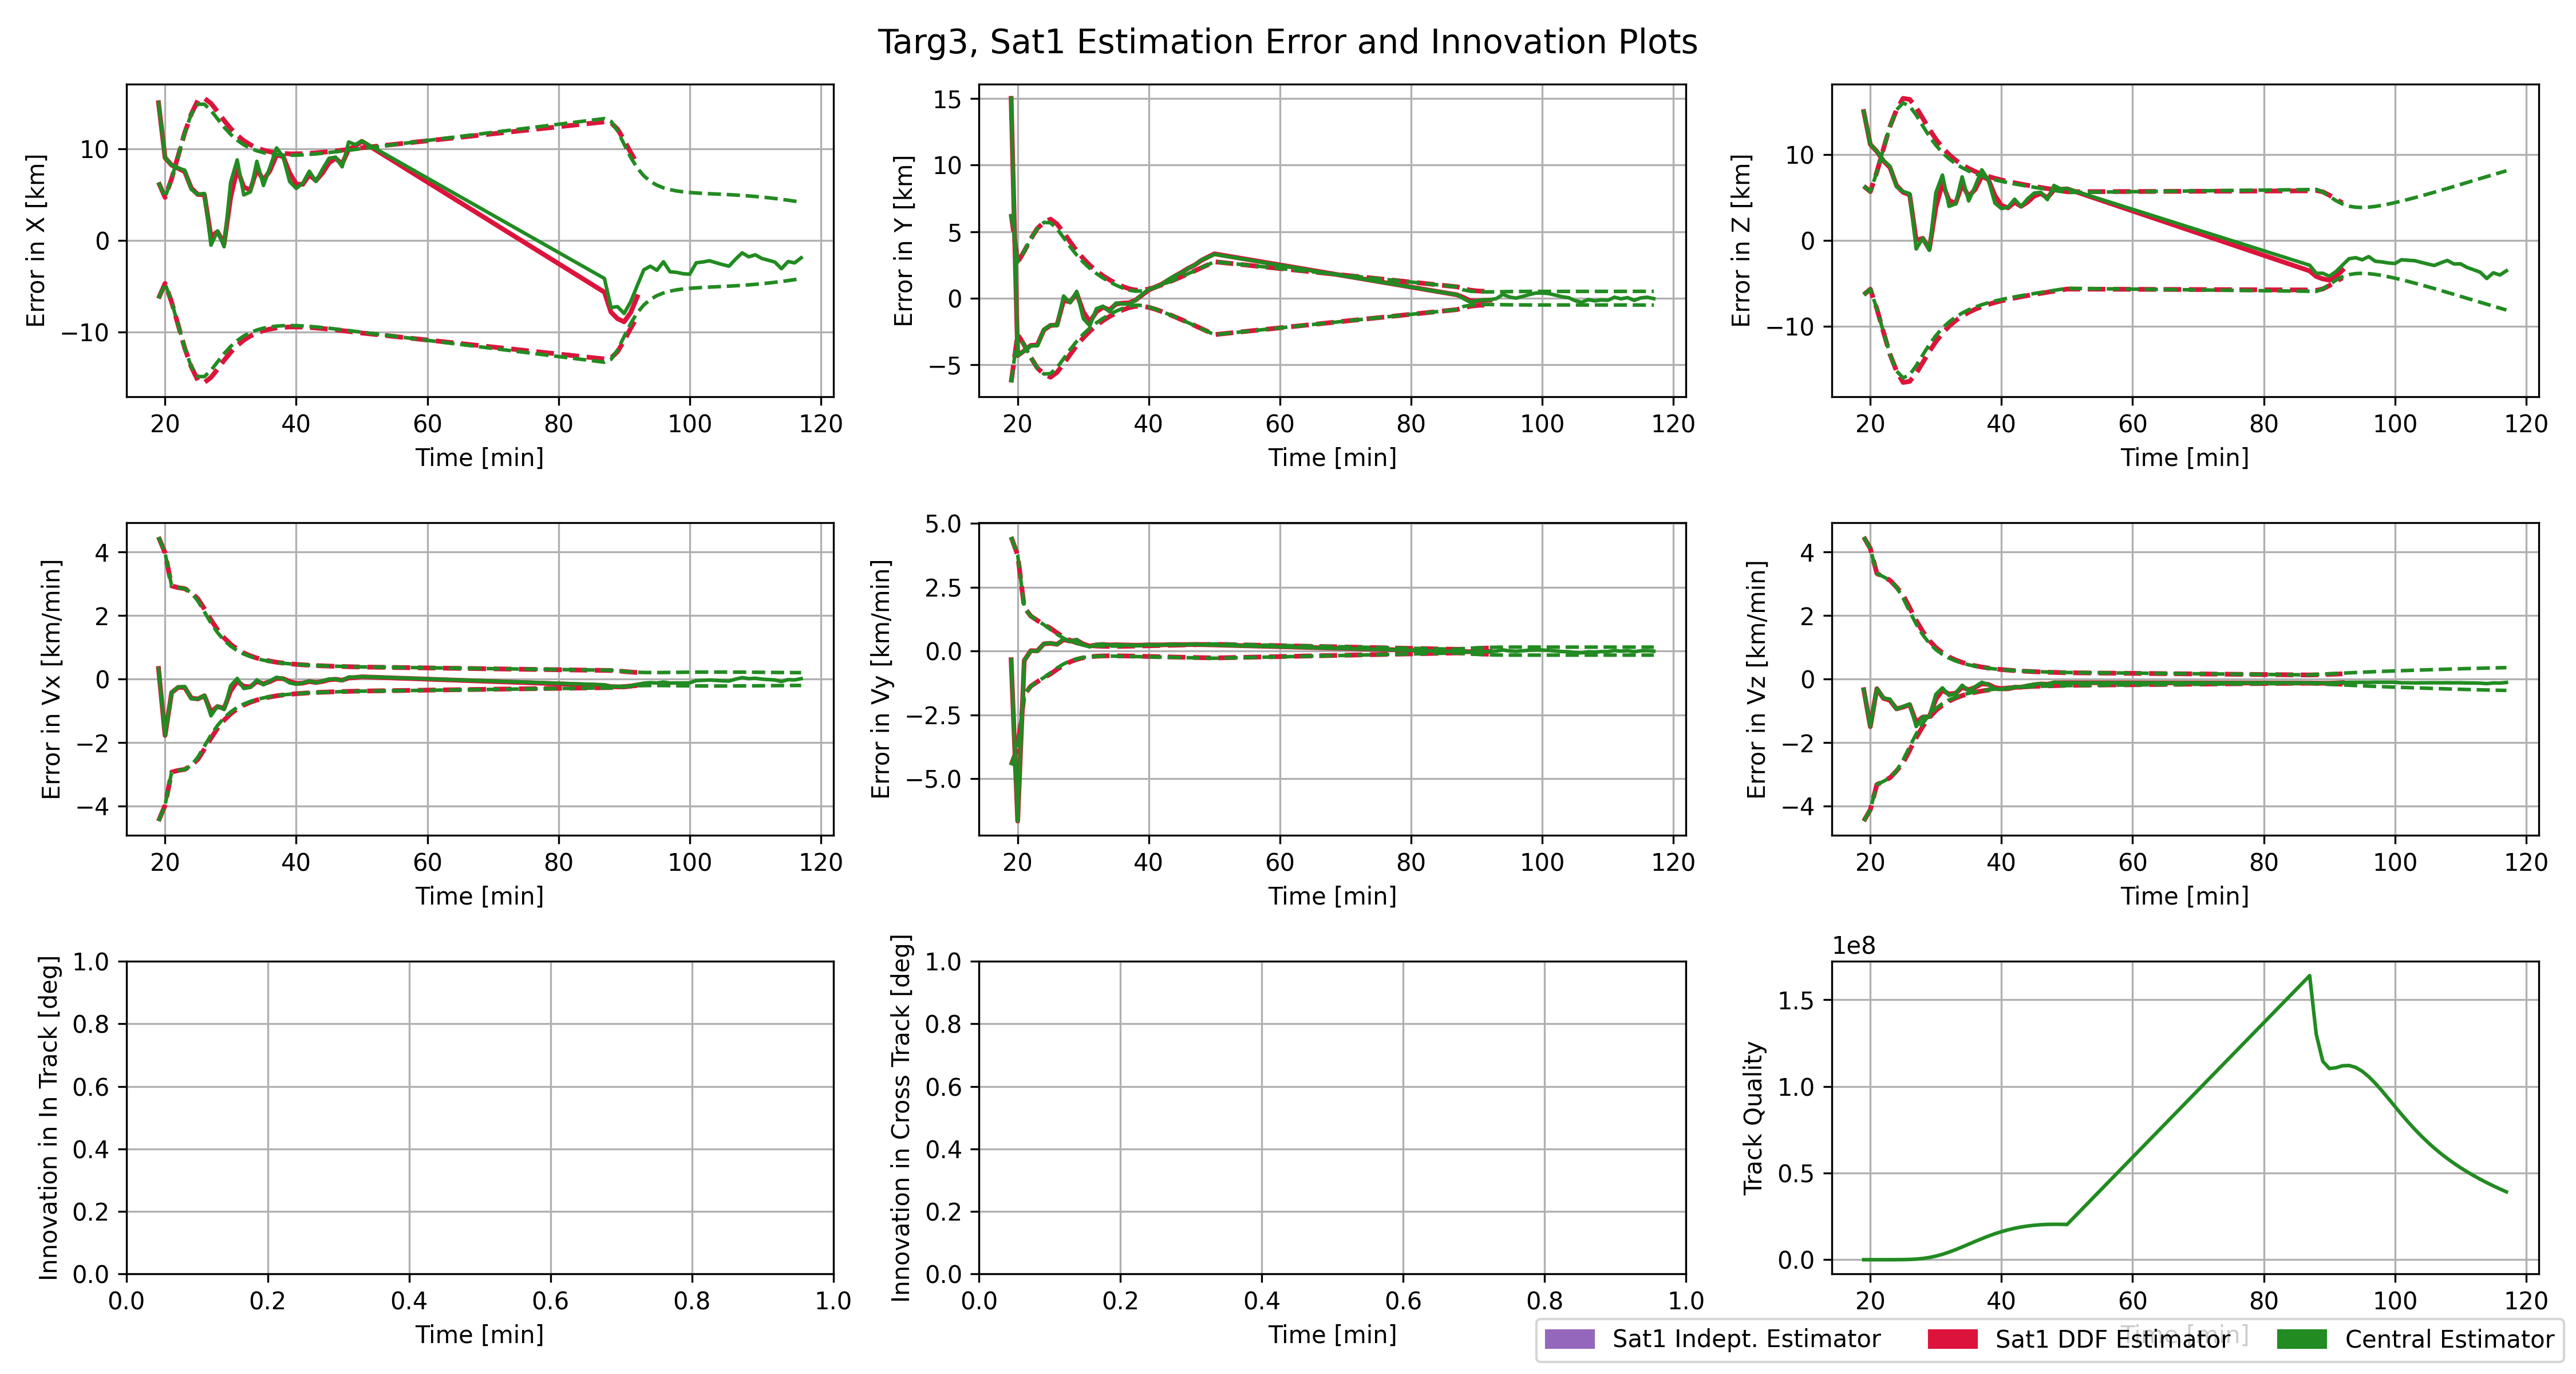 Targ3, Sat1 Estimation Error and Innovation Plots
Error in X [km]
10
0
−10
20 40 60 80 100 120
Time [min]
Error in Y [km]
15
10
5
0
−5
20 40 60 80 100 120
Time [min]
Error in Z [km]
10
0
−10
20 40 60 80 100 120
Time [min]
Error in Vx [km/min]
4
2
0
−2
−4
20 40 60 80 100 120
Time [min]
Error in Vy [km/min]
5.0
2.5
0.0
−2.5
−5.0
20 40 60 80 100 120
Time [min]
Error in Vz [km/min]
4
2
0
−2
−4
20 40 60 80 100 120
Time [min]
Innovation in In Track [deg]
1.0
0.8
0.6
0.4
0.2
0.0
0.0 0.2 0.4 0.6 0.8 1.0
Time [min]
Innovation in Cross Track [deg]
1.0
0.8
0.6
0.4
0.2
0.0
0.0 0.2 0.4 0.6 0.8 1.0
Time [min]
1e8
Track Quality
1.5
1.0
0.5
0.0
20 40 60 80 100 120
Time [min]
Sat1 Indept. Estimator Sat1 DDF Estimator Central Estimator